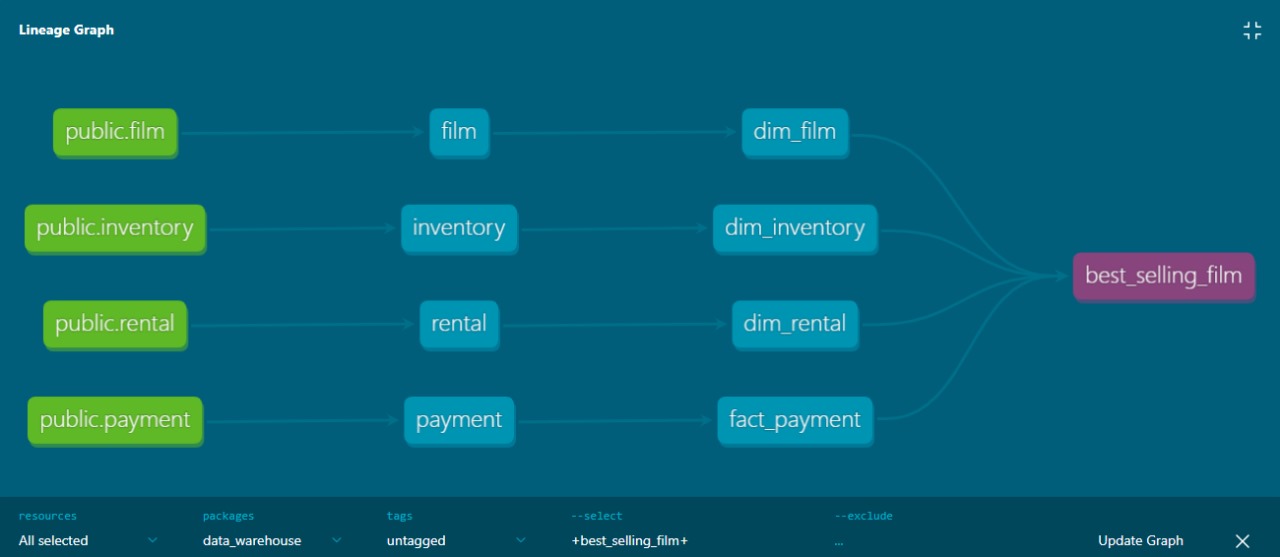 Lineage Graph
public.film film dim_film
public.inventory inventory dim_inventory
best_selling_film
public.rental rental dim_rental
public.payment payment fact_payment
resources packages tags --select --exclude
All selected data_warehouse untagged +best_selling_film+ ... Update Graph